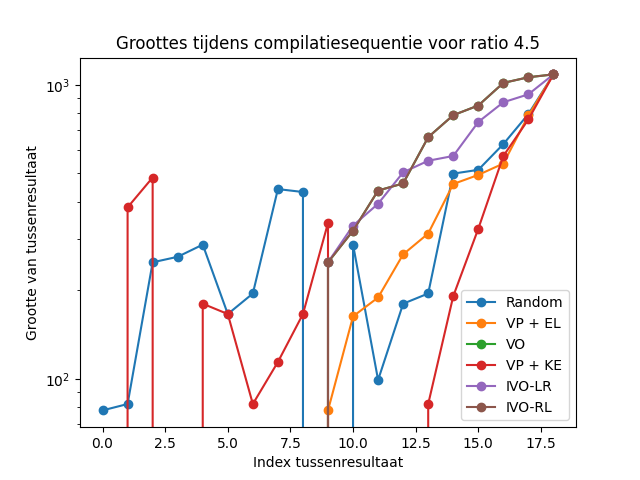 Groottes tijdens compilatiesequentie voor ratio 4.5
Grootte van tussenresultaat
10³
10²
Random
VP + EL
VO
VP + KE
IVO-LR
IVO-RL
0.0 2.5 5.0 7.5 10.0 12.5 15.0 17.5
Index tussenresultaat